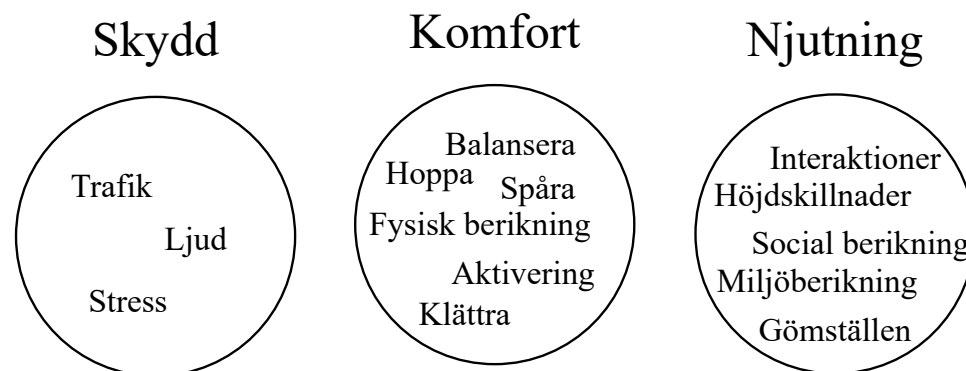 Skydd
Trafik
Ljud
Stress
Komfort
Balansera
Hoppa
Spåra
Fysisk berikning
Aktivering
Klättra
Njutning
Interaktioner
Höjdskillnader
Social berikning
Miljöberikning
Gömställen